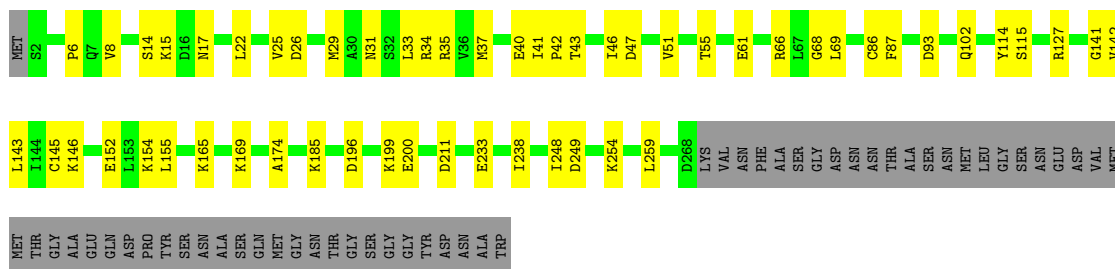 MET S2 P6 Q7 V8 S14 K15 D16 N17 L22 V25 D26 M29 A30 N31 S32 L33 R34 R35 V36 M37 E40 I41 P42 T43 I46 D47 V51 T55 E61 R66 L67 G68 L69 C86 F87 D93 Q102 Y114 S115 R127 G141
L143 I144 C145 K146 E152 L153 K154 L155 K165 K169 A174 K185 D196 K199 E200 D211 E233 I238 I248 D249 K254 L259 D268 LYS VAL ASN PHE ALA SER GLY ASP ASN ASN THR ALA SER ASN MET LEU GLY SER ASN GLU ASP VAL MET
MET THR GLY ALA GLU GLN ASP PRO TYR SER ASN ALA SER GLN MET GLY ASN THR GLY SER GLY GLY TYR ASP ASN ALA TRP